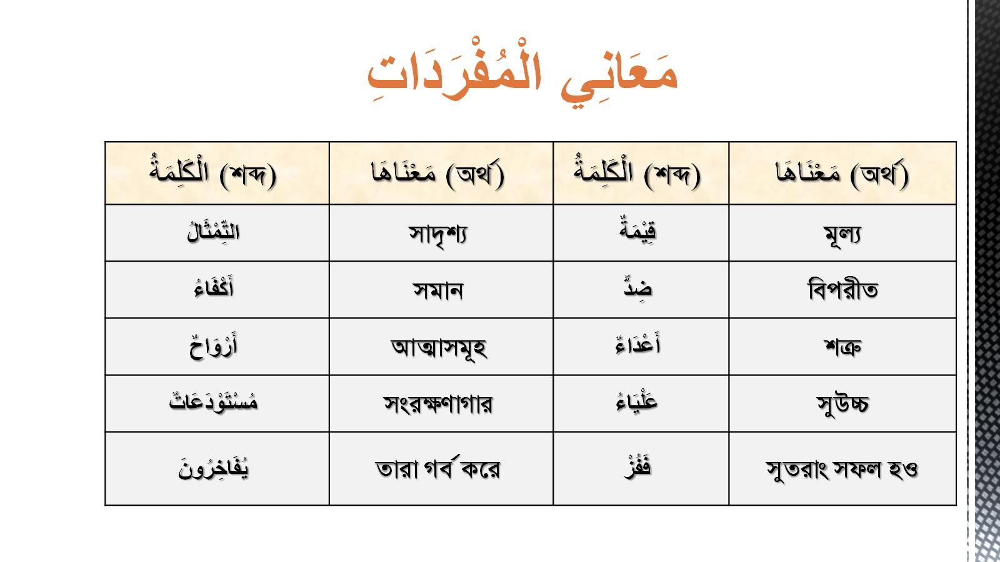 مَعَانِي الْمُفْرَدَاتِ
الْكَلِمَةُ (শব্দ) مَعْنَاهَا (অর্থ) الْكَلِمَةُ (শব্দ) مَعْنَاهَا (অর্থ)
التِّمْثَالُ সাদৃশ্য قِيْمَةٌ মূল্য
أَكْفَاءُ সমান ضِدٌّ বিপরীত
أَرْوَاحٌ আত্মাসমূহ أَعْدَاءٌ শত্রু
مُسْتَوْدَعَاتٌ সংরক্ষণাগার عَلْيَاءُ সুউচ্চ
يُفَاخِرُونَ তারা গর্ব করে فَفُزْ সুতরাং সফল হও